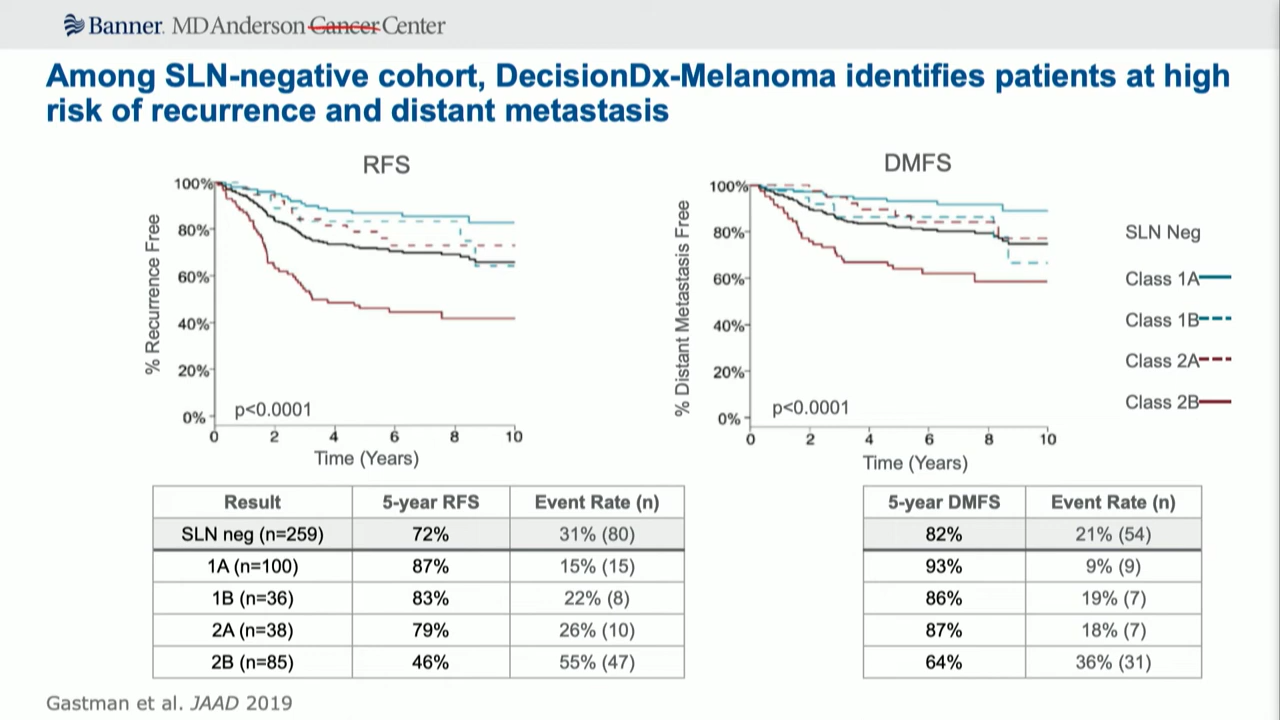 Banner. MD Anderson Cancer Center
Among SLN-negative cohort, DecisionDx-Melanoma identifies patients at high
risk of recurrence and distant metastasis
RFS
% Recurrence Free
100%
80%
60%
40%
20%
0%
p<0.0001
0 2 4 6 8 10
Time (Years)
DMFS
% Distant Metastasis Free
100%
80%
60%
40%
20%
0%
p<0.0001
0 2 4 6 8 10
Time (Years)
SLN Neg
Class 1A
Class 1B
Class 2A
Class 2B
Result 5-year RFS Event Rate (n)
SLN neg (n=259) 72% 31% (80)
1A (n=100) 87% 15% (15)
1B (n=36) 83% 22% (8)
2A (n=38) 79% 26% (10)
2B (n=85) 46% 55% (47)
5-year DMFS Event Rate (n)
82% 21% (54)
93% 9% (9)
86% 19% (7)
87% 18% (7)
64% 36% (31)
Gastman et al. JAAD 2019